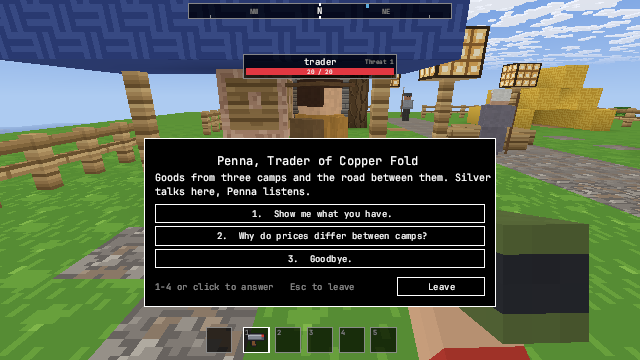 NW N NE
trader Threat 1
20 / 20
Penna, Trader of Copper Fold
Goods from three camps and the road between them. Silver
talks here, Penna listens.
1. Show me what you have.
2. Why do prices differ between camps?
3. Goodbye.
1-4 or click to answer Esc to leave Leave
1 2 3 4 5